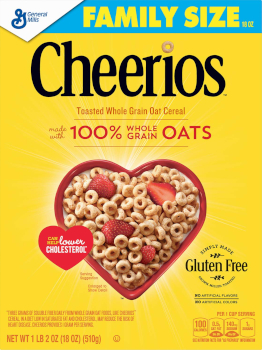 General
Mills
FAMILY SIZE 18 OZ
Cheerios
Toasted Whole Grain Oat Cereal
made
with
100% WHOLE
GRAIN OATS
CAN
HELP lower
CHOLESTEROL*
Serving
Suggestion
SIMPLY MADE
Gluten Free
NO ARTIFICIAL FLAVORS
NO ARTIFICIAL COLORS
PER 1 CUP SERVING
100
CALORIES
NET WT 1 LB 2 OZ (18 OZ) (510g)